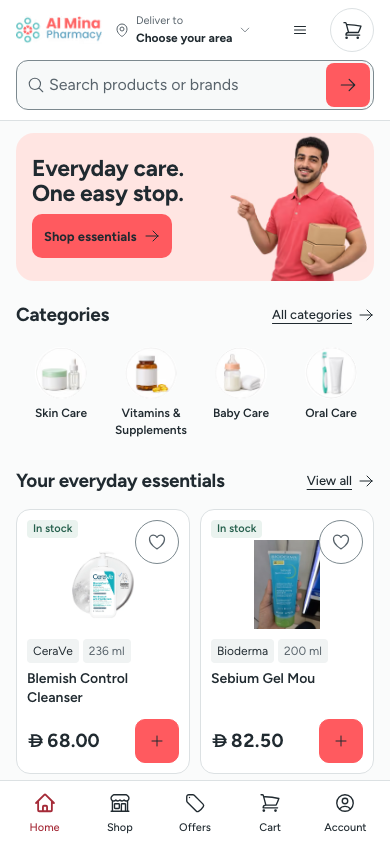 Al Mina
Pharmacy
Deliver to
Choose your area
Search products or brands
Everyday care.
One easy stop.
Shop essentials
Categories
All categories
Skin Care
Vitamins &
Supplements
Baby Care
Oral Care
Your everyday essentials
View all
In stock
CeraVe
CeraVe
236 ml
Blemish Control
Cleanser
68.00
In stock
Bioderma
200 ml
Sebium Gel Mou
82.50
Home
Shop
Offers
Cart
Account